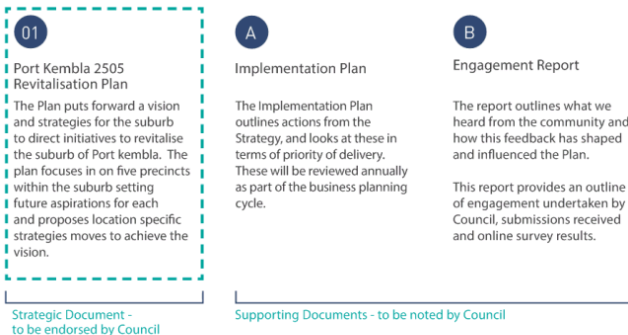 01
Port Kembla 2505
Revitalisation Plan
The Plan puts forward a vision
and strategies for the suburb
to direct initiatives to revitalise
the suburb of Port kembla. The
plan focuses in on five precincts
within the suburb setting
future aspirations for each
and proposes location specific
strategies moves to achieve the
vision.
Strategic Document -
to be endorsed by Council
A
Implementation Plan
The Implementation Plan
outlines actions from the
Strategy, and looks at these in
terms of priority of delivery.
These will be reviewed annually
as part of the business planning
cycle.
B
Engagement Report
The report outlines what we
heard from the community and
how this feedback has shaped
and influenced the Plan.
This report provides an outline
of engagement undertaken by
Council, submissions received
and online survey results.
Supporting Documents - to be noted by Council